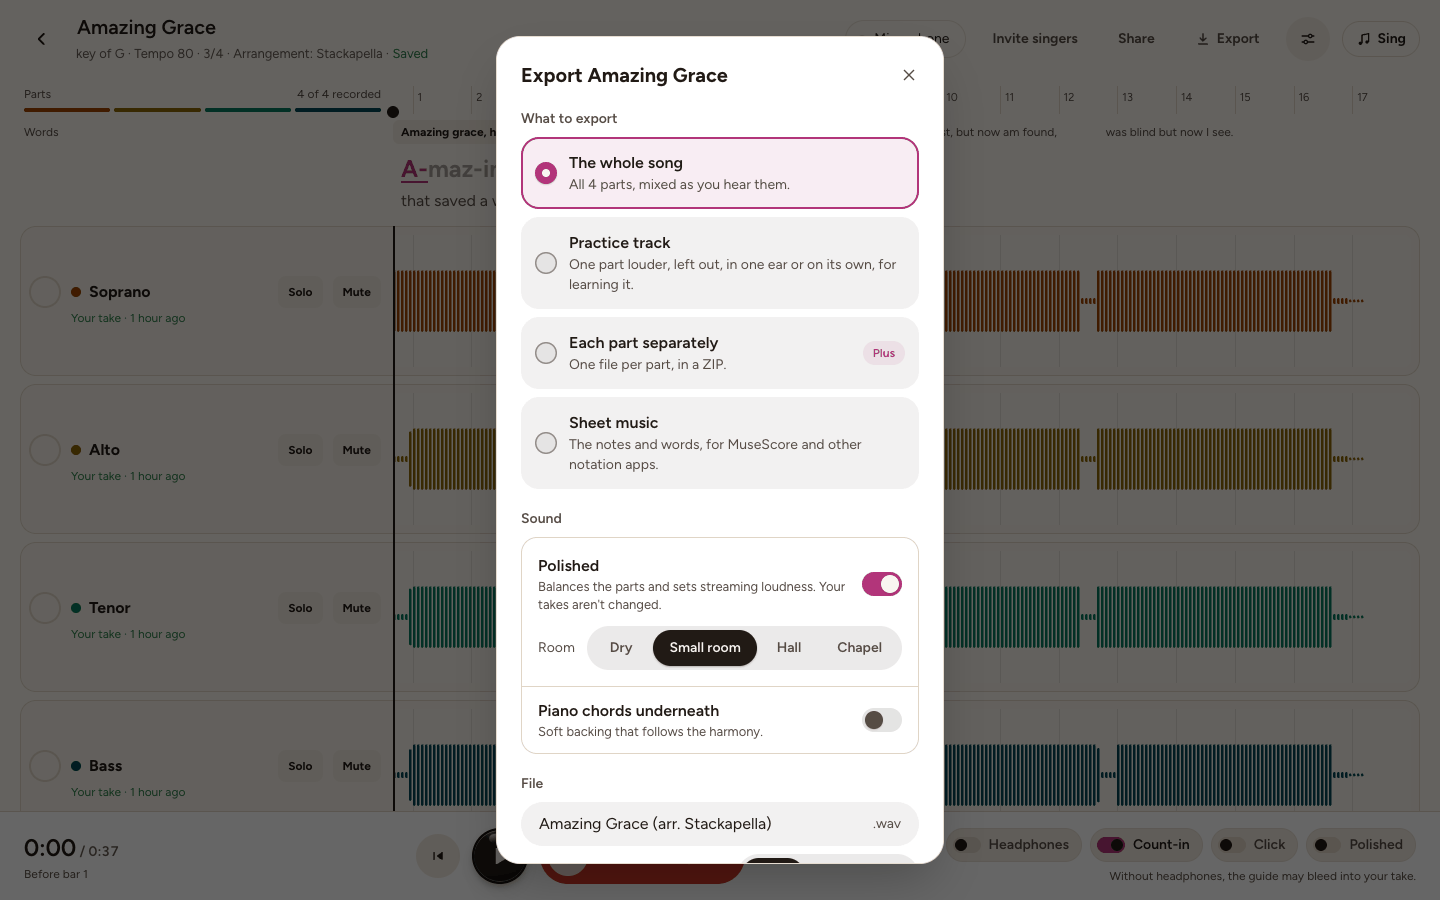 Amazing Grace
key of G · Tempo 80 · 3/4 · Arrangement: Stackapella · Saved
Invite singers
Share
Export
Sing
Parts
4 of 4 recorded
1
2
10
11
12
13
14
15
16
17
Words
Amazing grace, h
but now am found,
was blind but now I see.
A-maz-in
that saved a
Soprano
Solo
Mute
Your take · 1 hour ago
Alto
Solo
Mute
Your take · 1 hour ago
Tenor
Solo
Mute
Your take · 1 hour ago
Bass
Solo
Mute
Your take · 1 hour ago
Export Amazing Grace
What to export
The whole song
All 4 parts, mixed as you hear them.
Practice track
One part louder, left out, in one ear or on its own, for
learning it.
Each part separately
One file per part, in a ZIP.
Plus
Sheet music
The notes and words, for MuseScore and other
notation apps.
Sound
Polished
Balances the parts and sets streaming loudness. Your
takes aren't changed.
Room
Dry
Small room
Hall
Chapel
Piano chords underneath
Soft backing that follows the harmony.
File
Amazing Grace (arr. Stackapella)
.wav
0:00 / 0:37
Before bar 1
Headphones
Count-in
Click
Polished
Without headphones, the guide may bleed into your take.